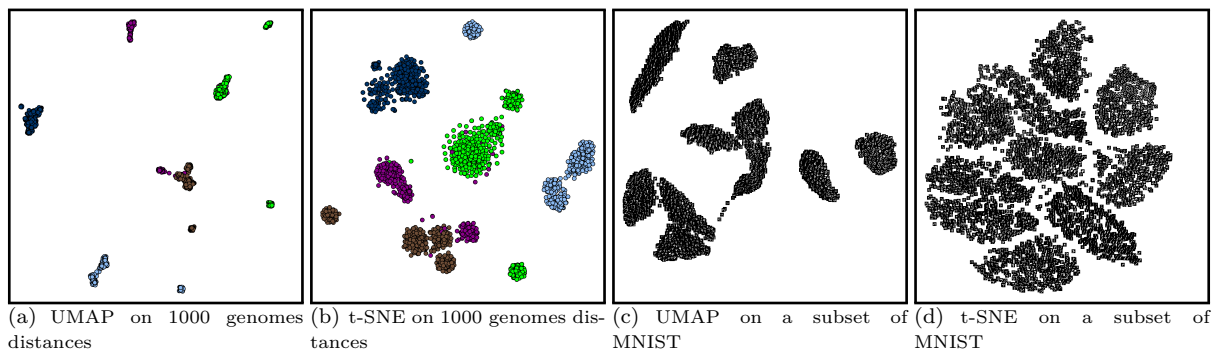 (a) UMAP on 1000 genomes
distances
(b) t-SNE on 1000 genomes dis-
tances
(c) UMAP on a subset of
MNIST
(d) t-SNE on a subset of
MNIST